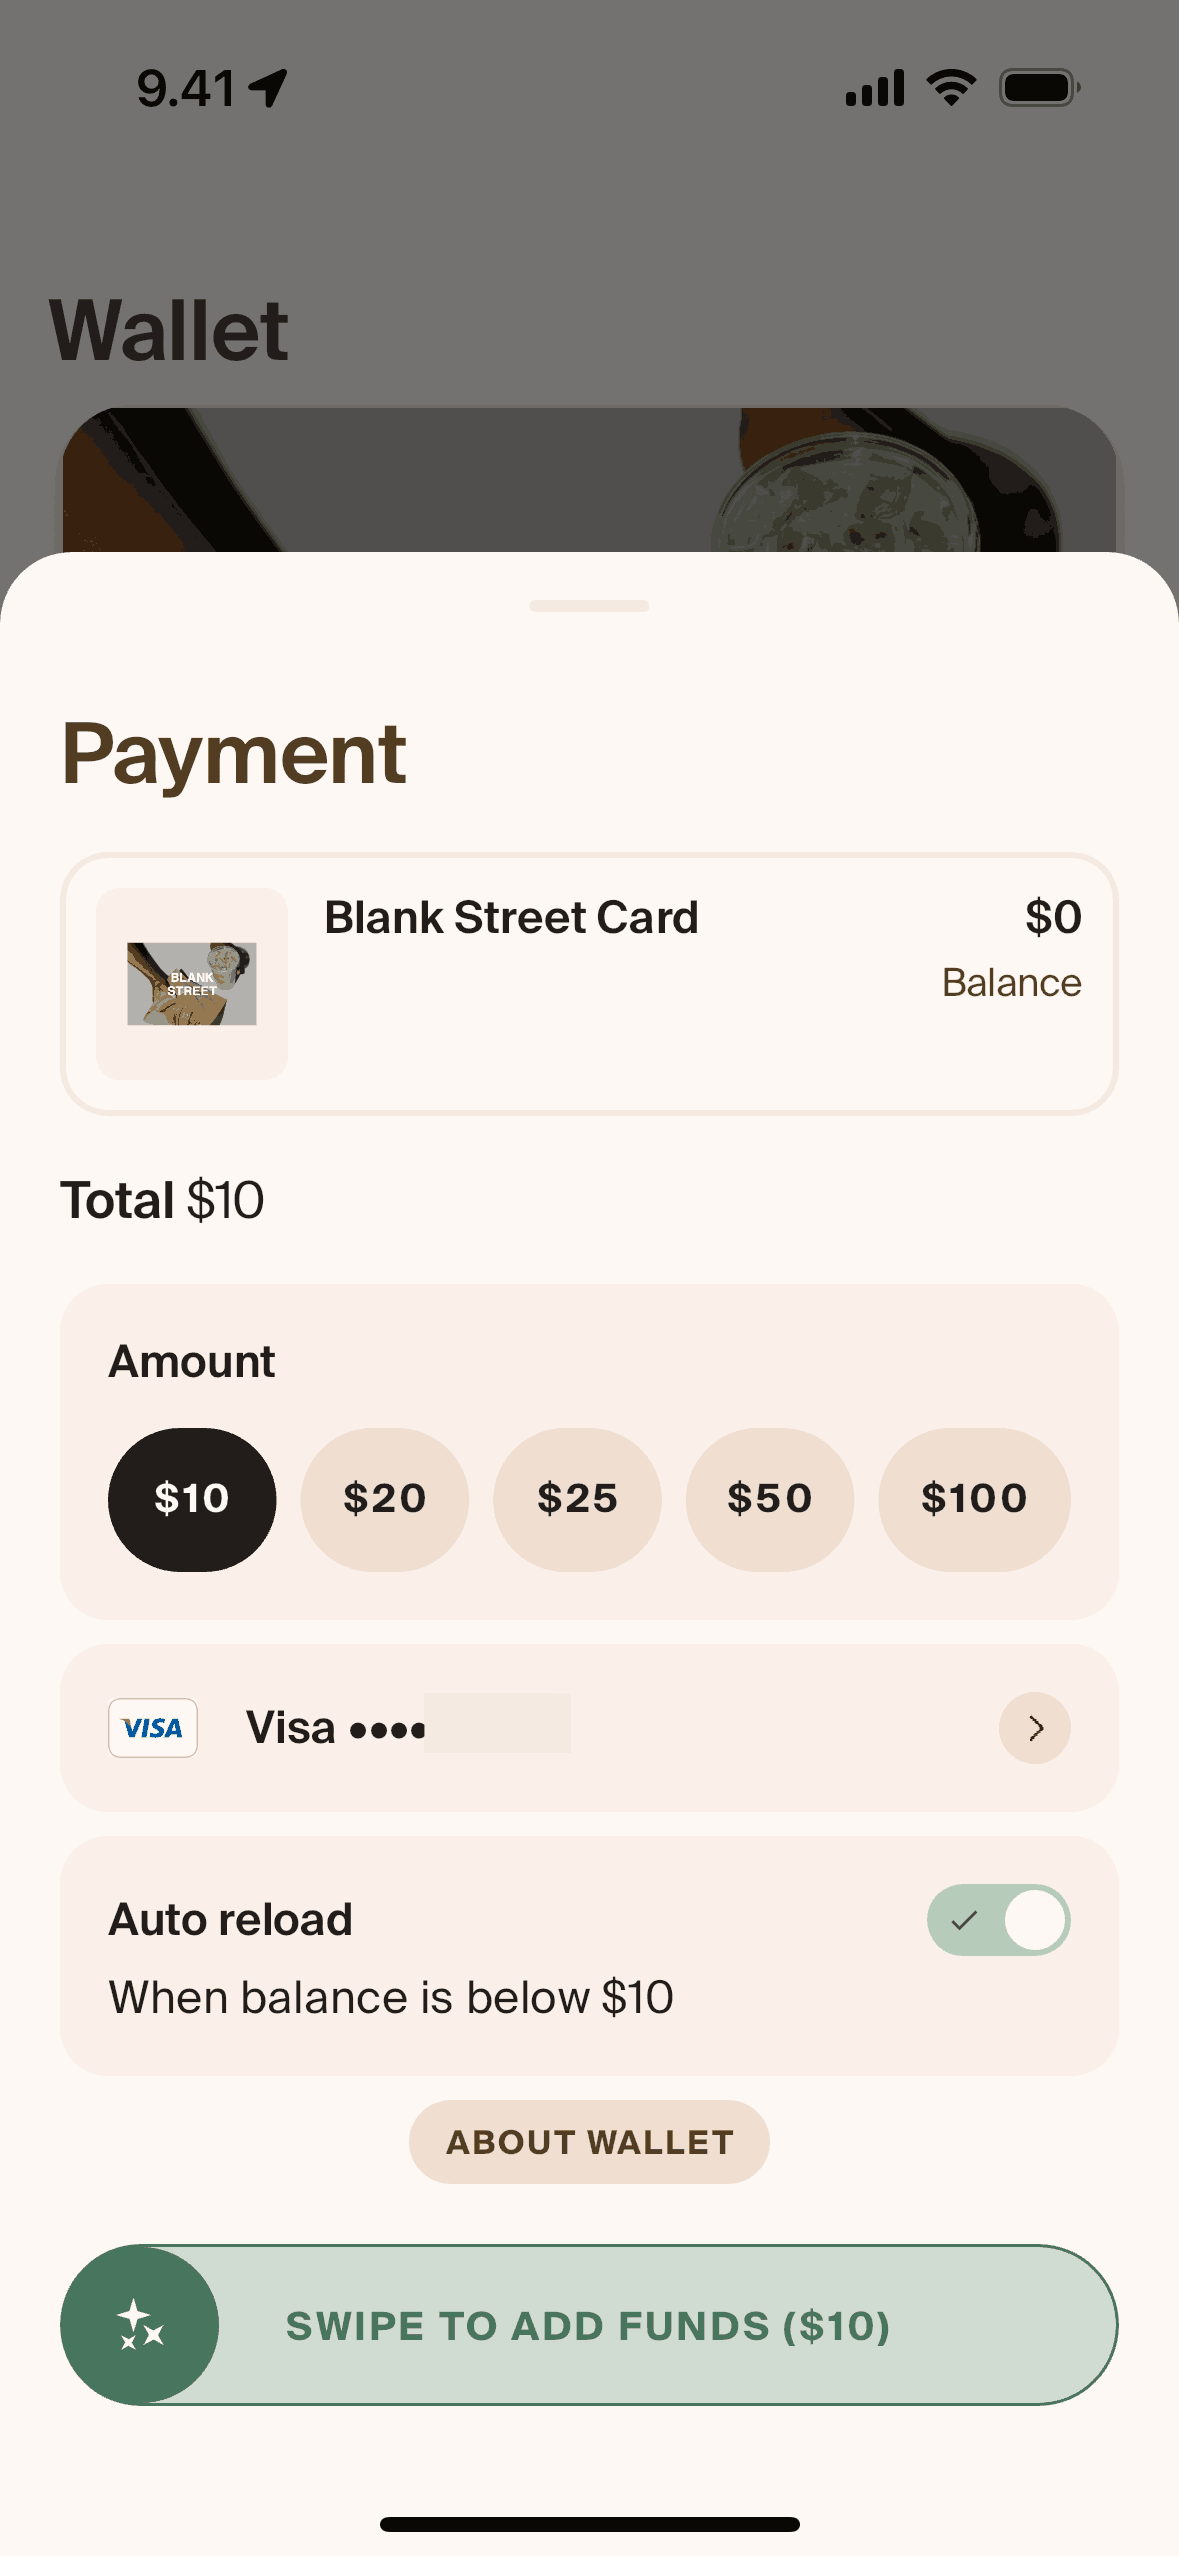 9.41
Wallet
Payment
Blank Street Card
$0
Balance
BLANK
STREET
Total $10
Amount
$10
$20
$25
$50
$100
VISA
Visa ••••
Auto reload
When balance is below $10
ABOUT WALLET
SWIPE TO ADD FUNDS ($10)